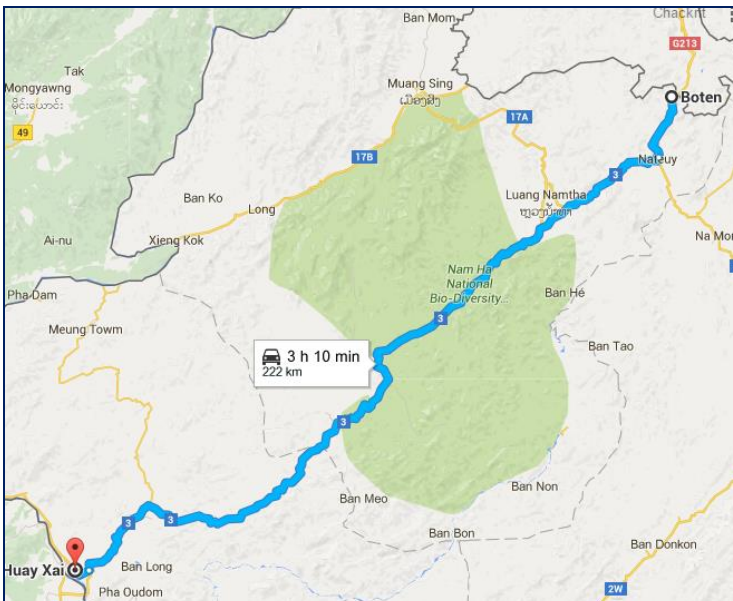 Ban Mom
Chacknt
G213
Tak
Mongyawng
မိုင်းယောင်း
49
Muang Sing
ເມືອງສິງ
Boten
17A
Nateuy
17B
3
Luang Namtha
ຫຼວງນ້ຳທາ
Ban Ko
Long
Ai-nu
Xieng Kok
Na Mo
Nam Ha
National
Bio-Diversity...
Ban Hé
Pha Dam
Meung Towm
3
Ban Tao
3 h 10 min
222 km
3
Ban Meo
Ban Non
3
3
Ban Bon
Ban Donkon
Huay Xai
Ban Long
Pha Oudom
2W